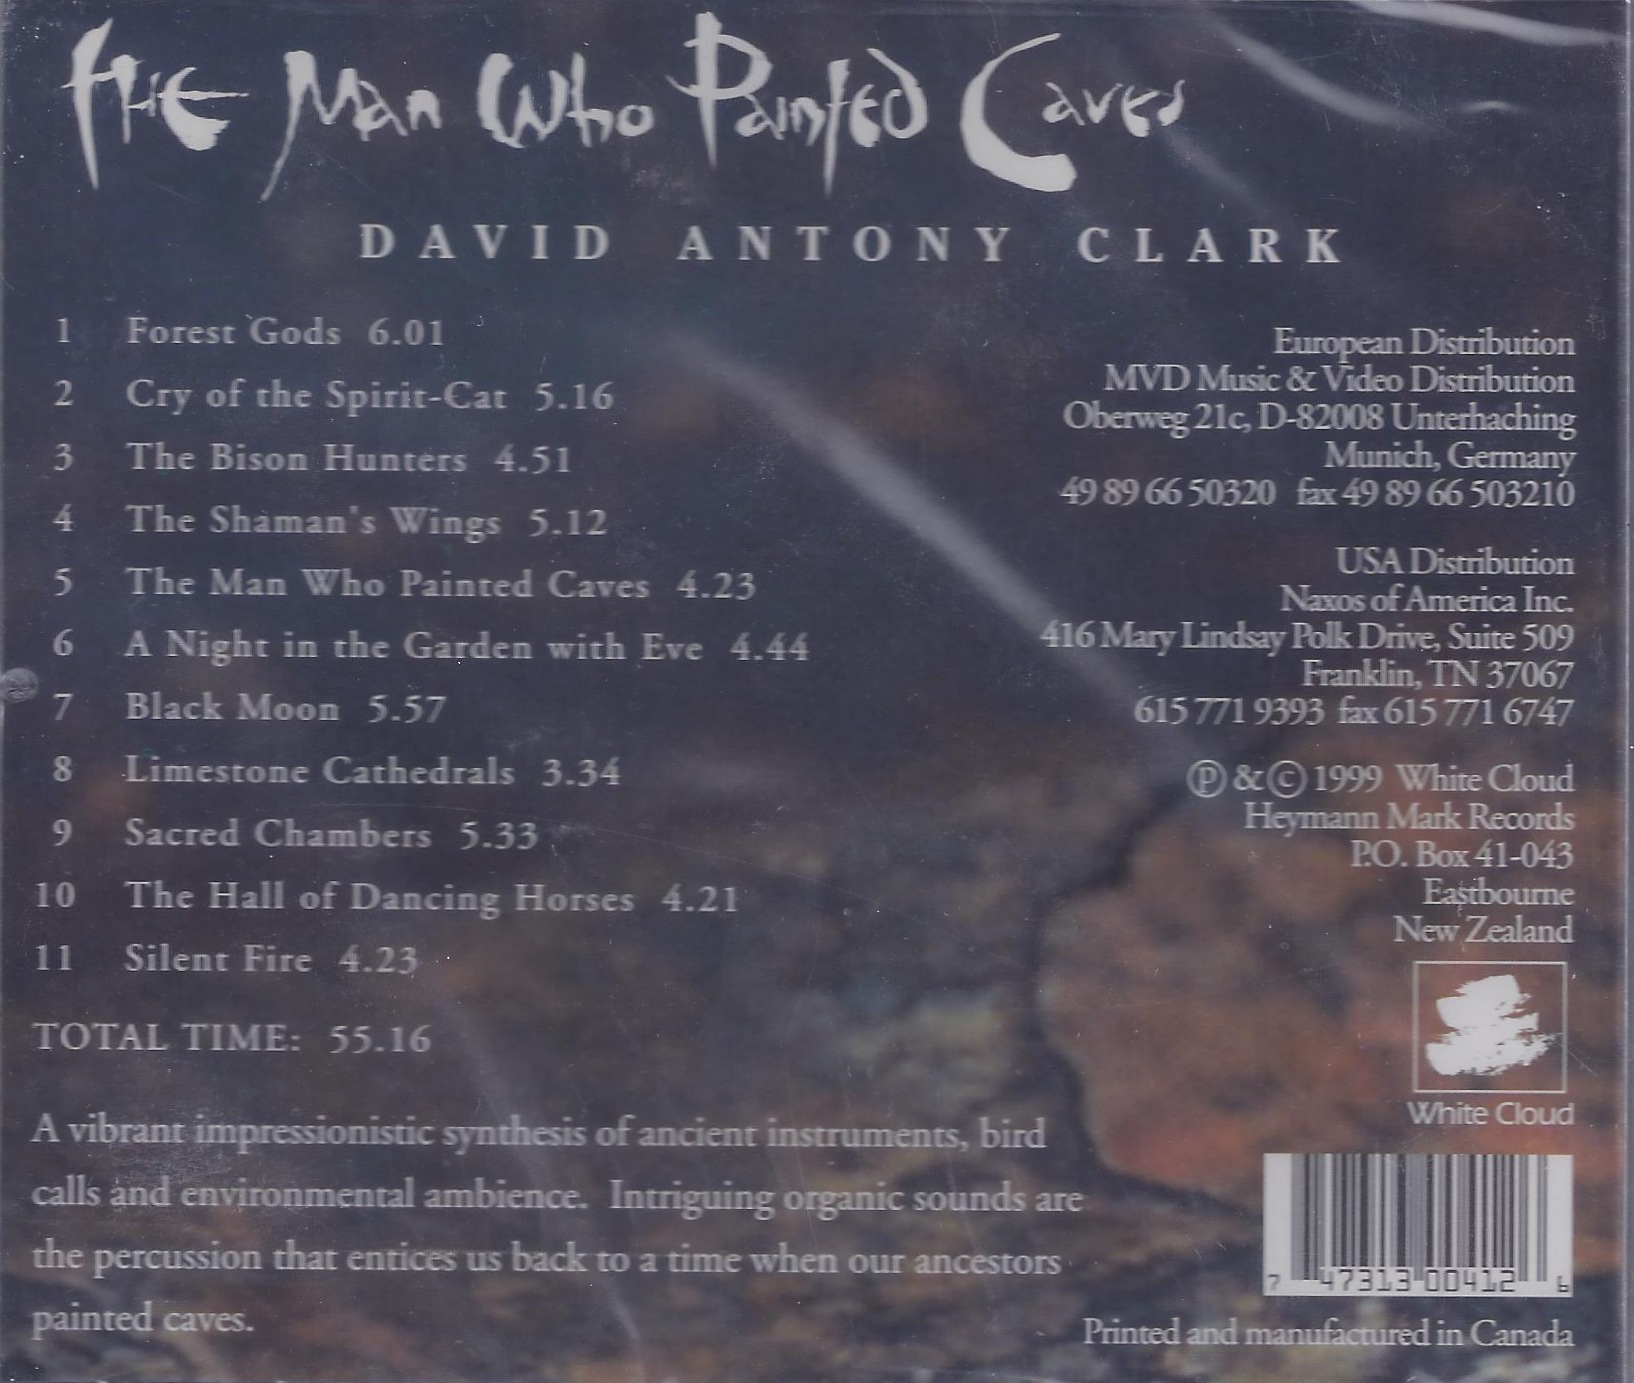 The Man Who Painted Caves
DAVID ANTONY CLARK
1 Forest Gods 6.01
2 Cry of the Spirit-Cat 5.16
3 The Bison Hunters 4.51
4 The Shaman's Wings 5.12
5 The Man Who Painted Caves 4.23
6 A Night in the Garden with Eve 4.44
7 Black Moon 5.57
8 Limestone Cathedrals 3.34
9 Sacred Chambers 5.33
10 The Hall of Dancing Horses 4.21
11 Silent Fire 4.23
TOTAL TIME: 55.16
A vibrant impressionistic synthesis of ancient instruments, bird
calls and environmental ambience. Intriguing organic sounds are
the percussion that entices us back to a time when our ancestors
painted caves.
European Distribution
MVD Music & Video Distribution
Oberweg 21c, D-82008 Unterhaching
Munich, Germany
49 89 66 50320 fax 49 89 66 503210
USA Distribution
Naxos of America Inc.
416 Mary Lindsay Polk Drive, Suite 509
Franklin, TN 37067
615 771 9393 fax 615 771 6747
℗ & © 1999 White Cloud
Heymann Mark Records
P.O. Box 41-043
Eastbourne
New Zealand
White Cloud
7 47313 00412 6
Printed and manufactured in Canada